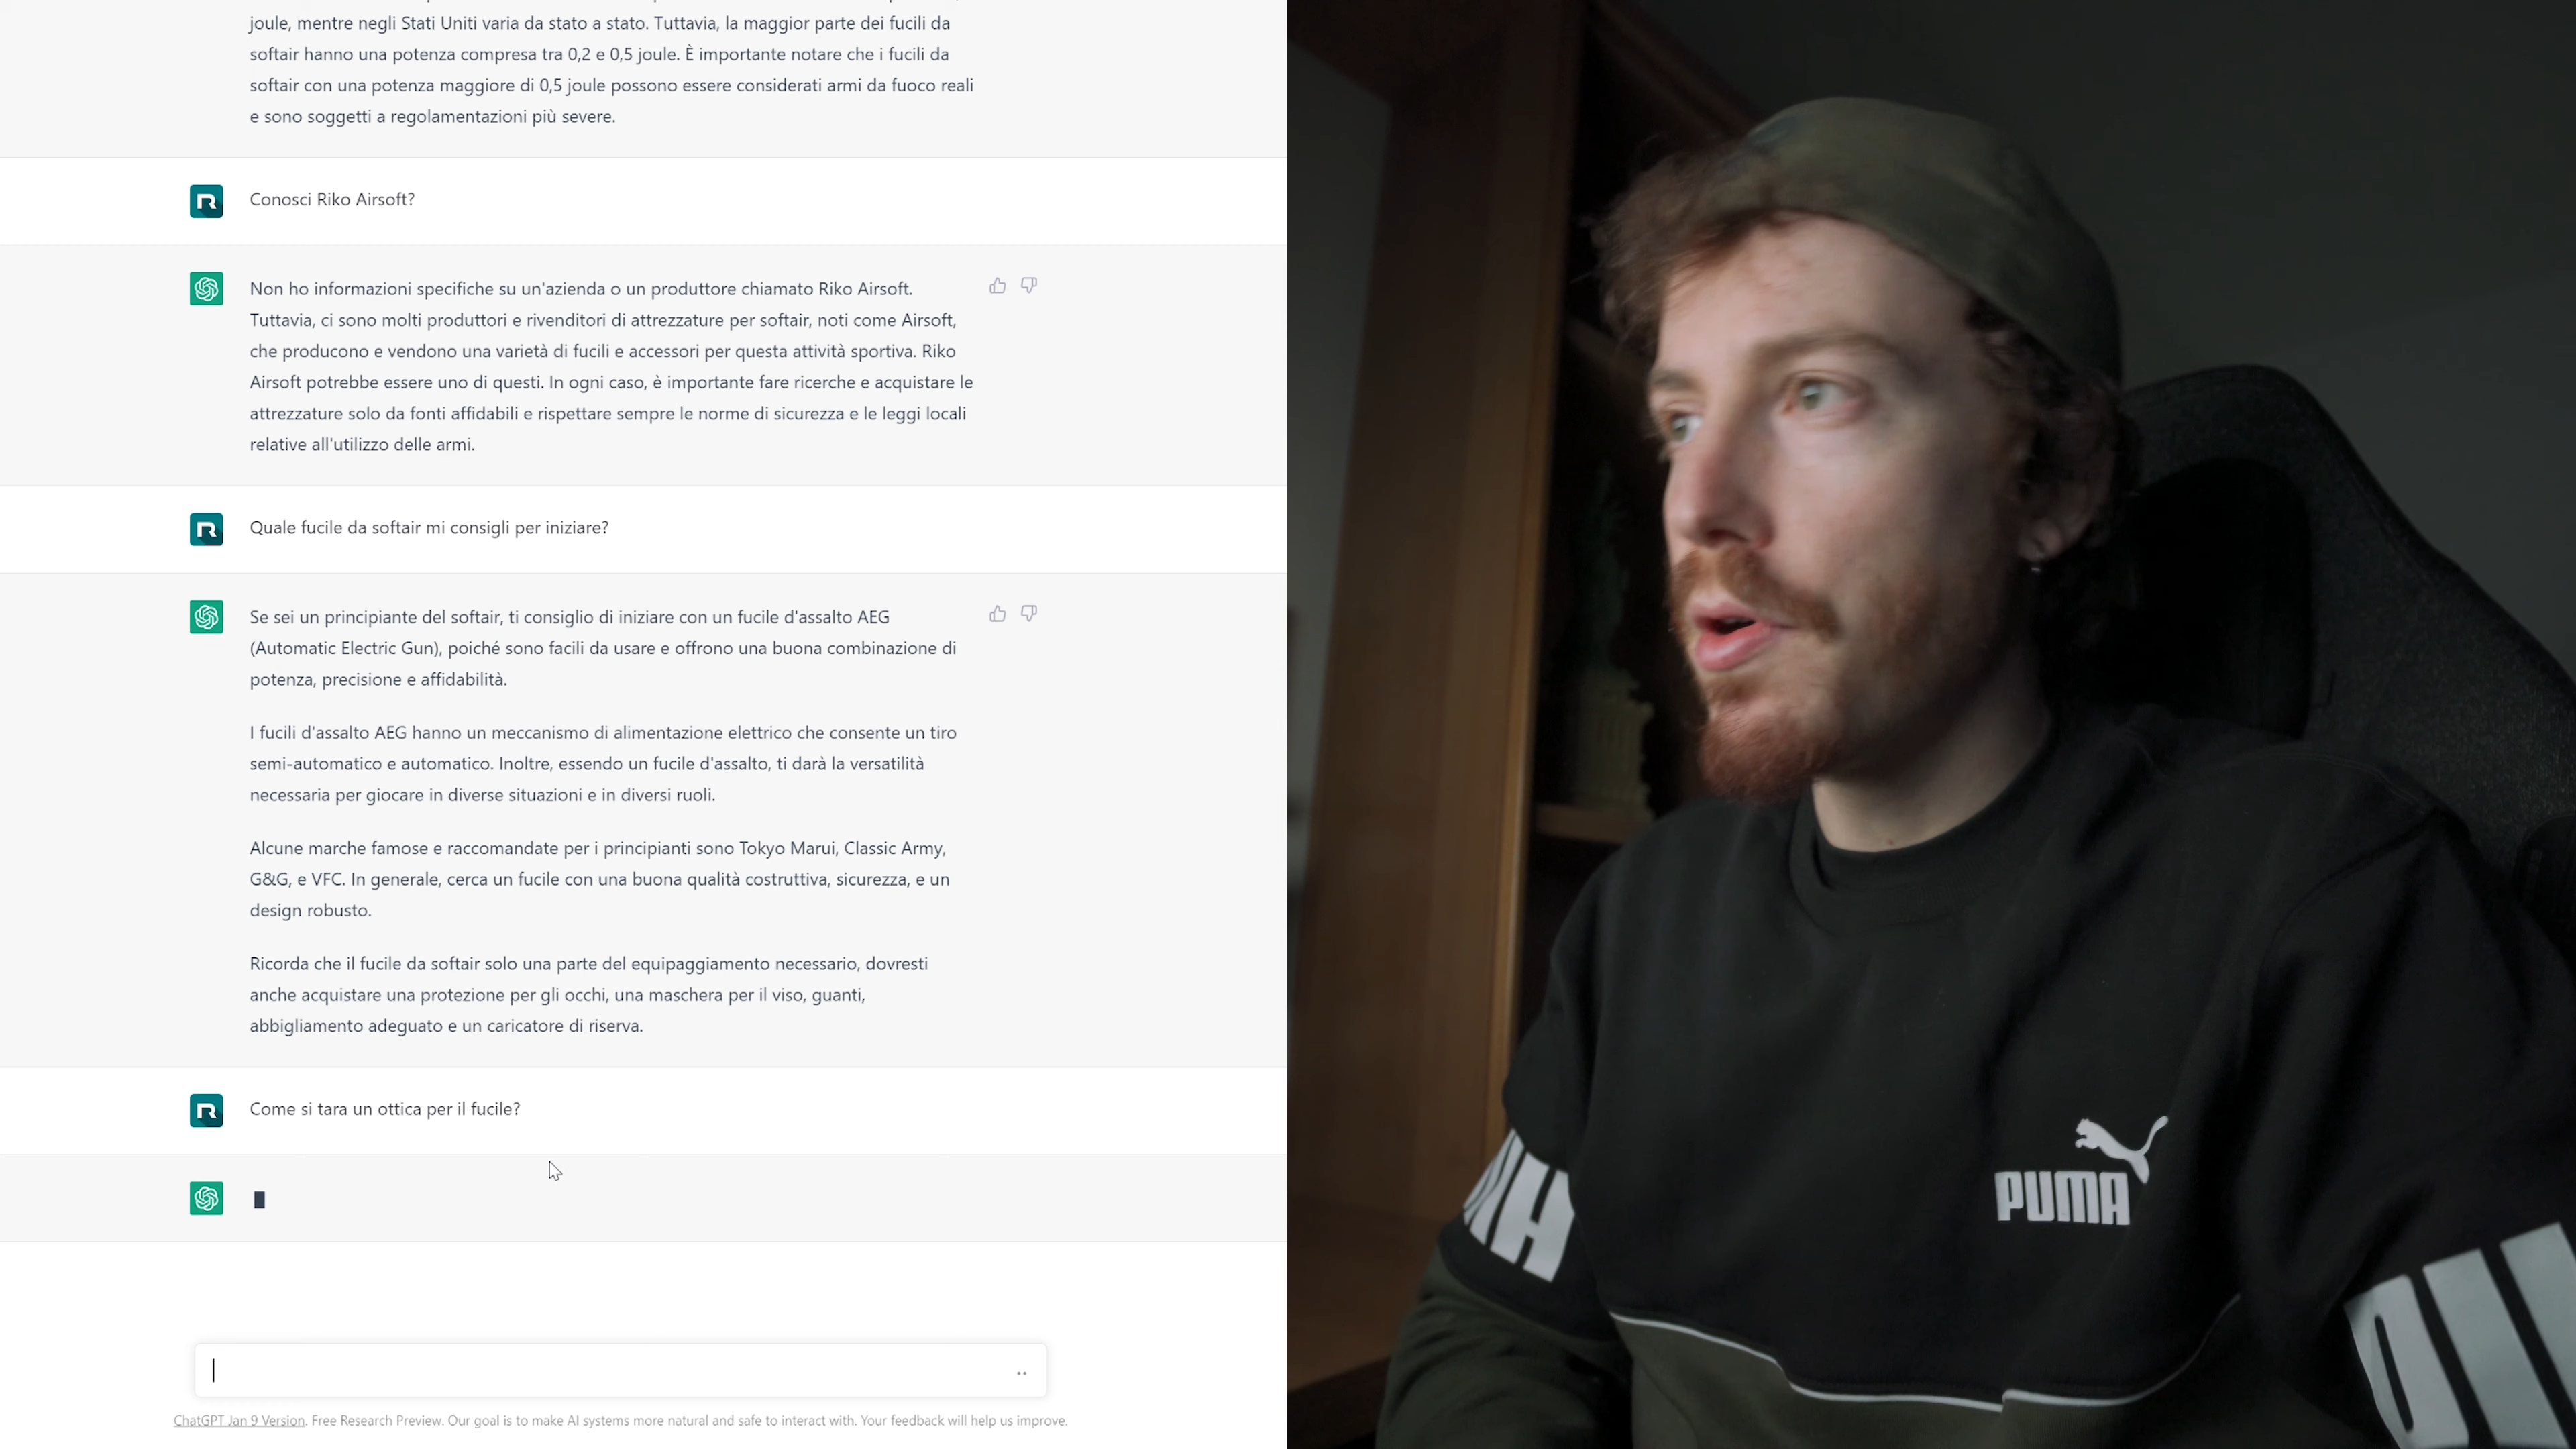 joule, mentre negli Stati Uniti varia da stato a stato. Tuttavia, la maggior parte dei fucili da
softair hanno una potenza compresa tra 0,2 e 0,5 joule. È importante notare che i fucili da
softair con una potenza maggiore di 0,5 joule possono essere considerati armi da fuoco reali
e sono soggetti a regolamentazioni più severe.
Conosci Riko Airsoft?
Non ho informazioni specifiche su un'azienda o un produttore chiamato Riko Airsoft.
Tuttavia, ci sono molti produttori e rivenditori di attrezzature per softair, noti come Airsoft,
che producono e vendono una varietà di fucili e accessori per questa attività sportiva. Riko
Airsoft potrebbe essere uno di questi. In ogni caso, è importante fare ricerche e acquistare le
attrezzature solo da fonti affidabili e rispettare sempre le norme di sicurezza e le leggi locali
relative all'utilizzo delle armi.
Quale fucile da softair mi consigli per iniziare?
Se sei un principiante del softair, ti consiglio di iniziare con un fucile d'assalto AEG
(Automatic Electric Gun), poiché sono facili da usare e offrono una buona combinazione di
potenza, precisione e affidabilità.
I fucili d'assalto AEG hanno un meccanismo di alimentazione elettrico che consente un tiro
semi-automatico e automatico. Inoltre, essendo un fucile d'assalto, ti darà la versatilità
necessaria per giocare in diverse situazioni e in diversi ruoli.
Alcune marche famose e raccomandate per i principianti sono Tokyo Marui, Classic Army,
G&G, e VFC. In generale, cerca un fucile con una buona qualità costruttiva, sicurezza, e un
design robusto.
Ricorda che il fucile da softair solo una parte del equipaggiamento necessario, dovresti
anche acquistare una protezione per gli occhi, una maschera per il viso, guanti,
abbigliamento adeguato e un caricatore di riserva.
Come si tara un ottica per il fucile?
ChatGPT Jan 9 Version. Free Research Preview. Our goal is to make AI systems more natural and safe to interact with. Your feedback will help us improve.
PUMA